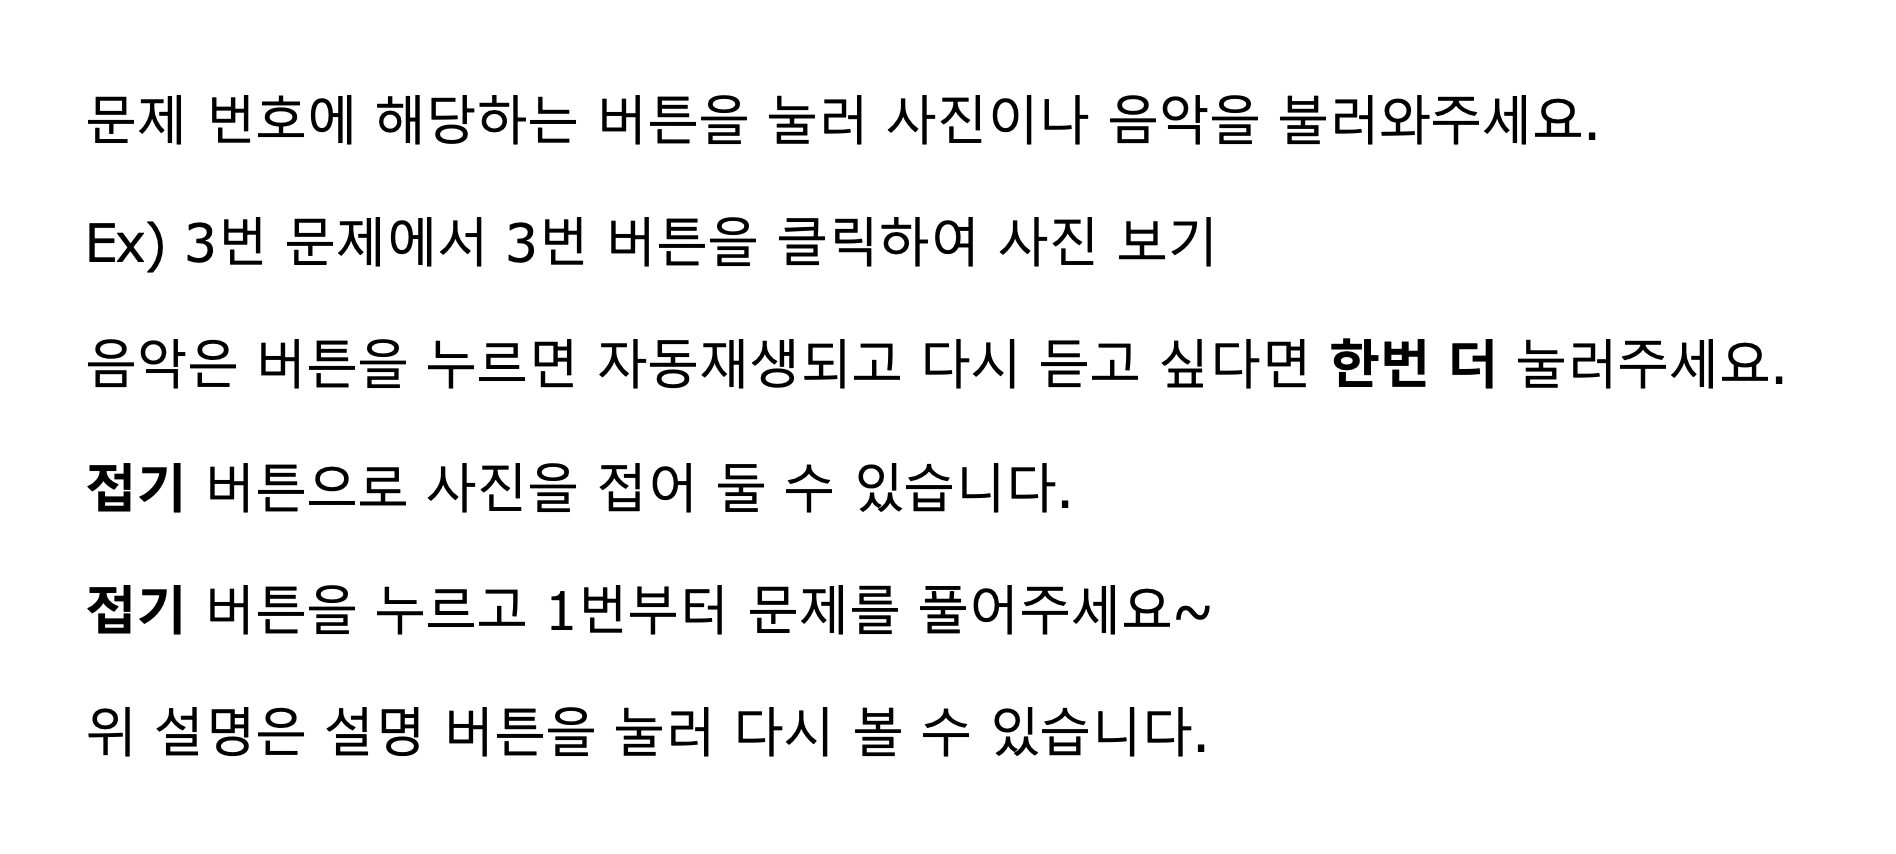 문제 번호에 해당하는 버튼을 눌러 사진이나 음악을 불러와주세요.
Ex) 3번 문제에서 3번 버튼을 클릭하여 사진 보기
음악은 버튼을 누르면 자동재생되고 다시 듣고 싶다면 한번 더 눌러주세요.
접기 버튼으로 사진을 접어 둘 수 있습니다.
접기 버튼을 누르고 1번부터 문제를 풀어주세요~
위 설명은 설명 버튼을 눌러 다시 볼 수 있습니다.